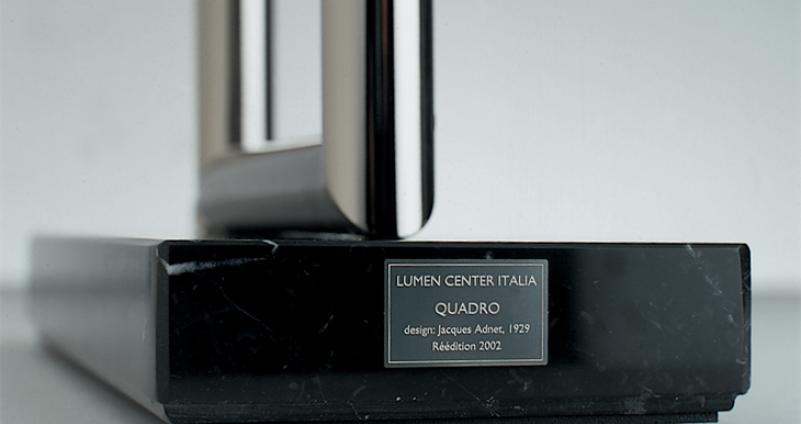 LUMEN CENTER ITALIA
QUADRO
design: Jacques Adnet, 1929
Réédition 2002